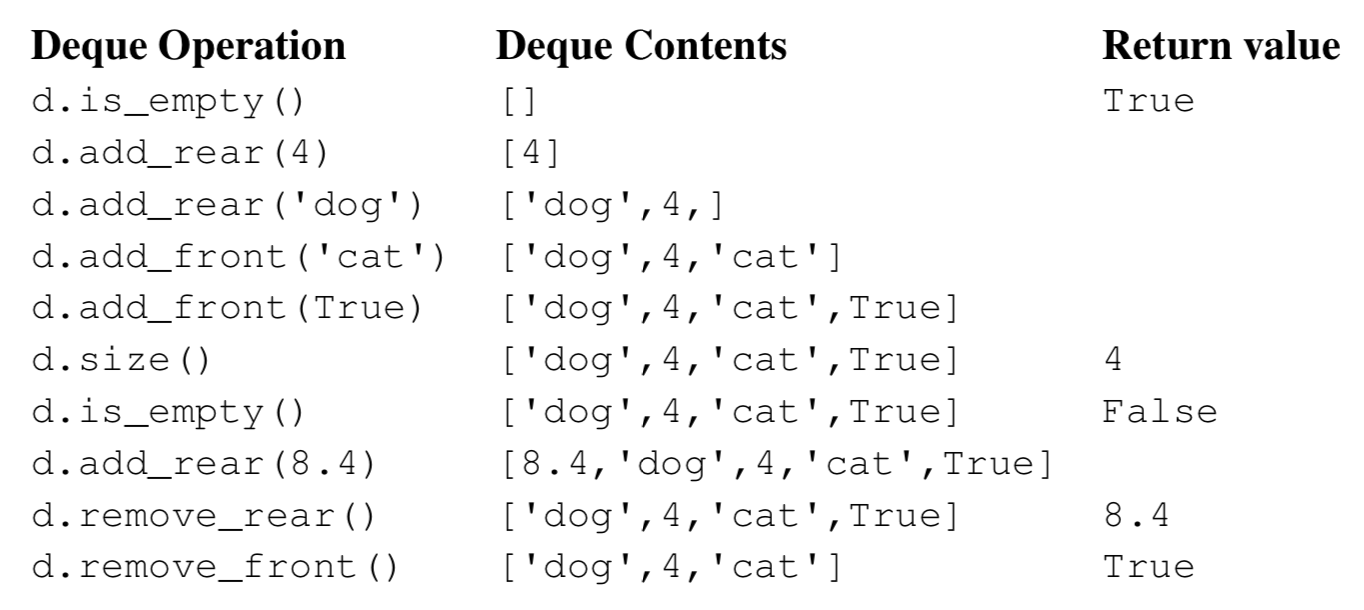 Deque Operation Deque Contents Return value
d.is_empty() [] True
d.add_rear(4) [4]
d.add_rear('dog') ['dog',4,]
d.add_front('cat') ['dog',4,'cat']
d.add_front(True) ['dog',4,'cat',True]
d.size() ['dog',4,'cat',True] 4
d.is_empty() ['dog',4,'cat',True] False
d.add_rear(8.4) [8.4,'dog',4,'cat',True]
d.remove_rear() ['dog',4,'cat',True] 8.4
d.remove_front() ['dog',4,'cat'] True